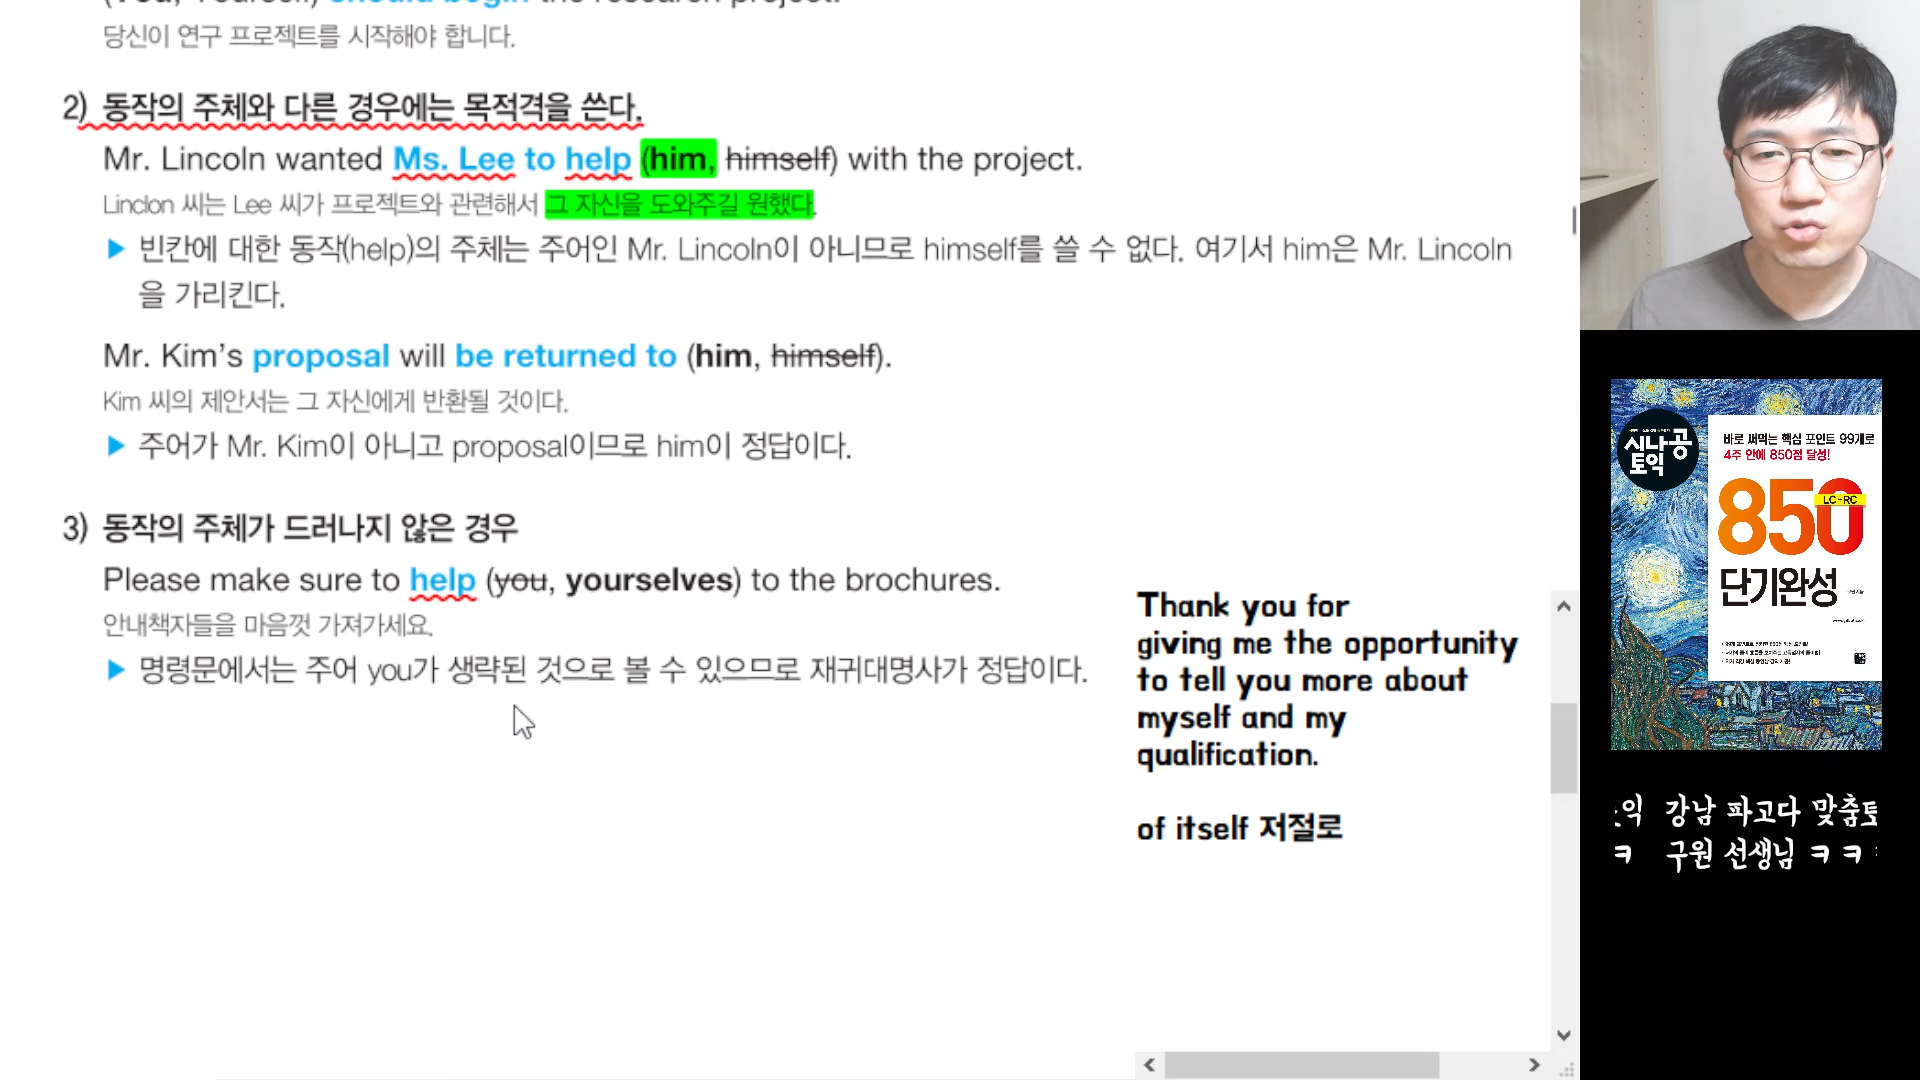 (You, Yourself) should begin the research project.
당신이 연구 프로젝트를 시작해야 합니다.
2) 동작의 주체와 다른 경우에는 목적격을 쓴다.
Mr. Lincoln wanted Ms. Lee to help (him, himself) with the project.
Linclon 씨는 Lee 씨가 프로젝트와 관련해서 그 자신을 도와주길 원했다.
▶ 빈칸에 대한 동작(help)의 주체는 주어인 Mr. Lincoln이 아니므로 himself를 쓸 수 없다. 여기서 him은 Mr. Lincoln
을 가리킨다.
Mr. Kim's proposal will be returned to (him, himself).
Kim 씨의 제안서는 그 자신에게 반환될 것이다.
▶ 주어가 Mr. Kim이 아니고 proposal이므로 him이 정답이다.
3) 동작의 주체가 드러나지 않은 경우
Please make sure to help (you, yourselves) to the brochures.
안내책자들을 마음껏 가져가세요.
▶ 명령문에서는 주어 you가 생략된 것으로 볼 수 있으므로 재귀대명사가 정답이다.
Thank you for
giving me the opportunity
to tell you more about
myself and my
qualification.
of itself 저절로
시나공
토익
바로 써먹는 핵심 포인트 99개로
4주 안에 850점 달성!
850
LC+RC
단기완성
토익 강남 파고다 맞춤토
ㅋ 구원 선생님 ㅋㅋ